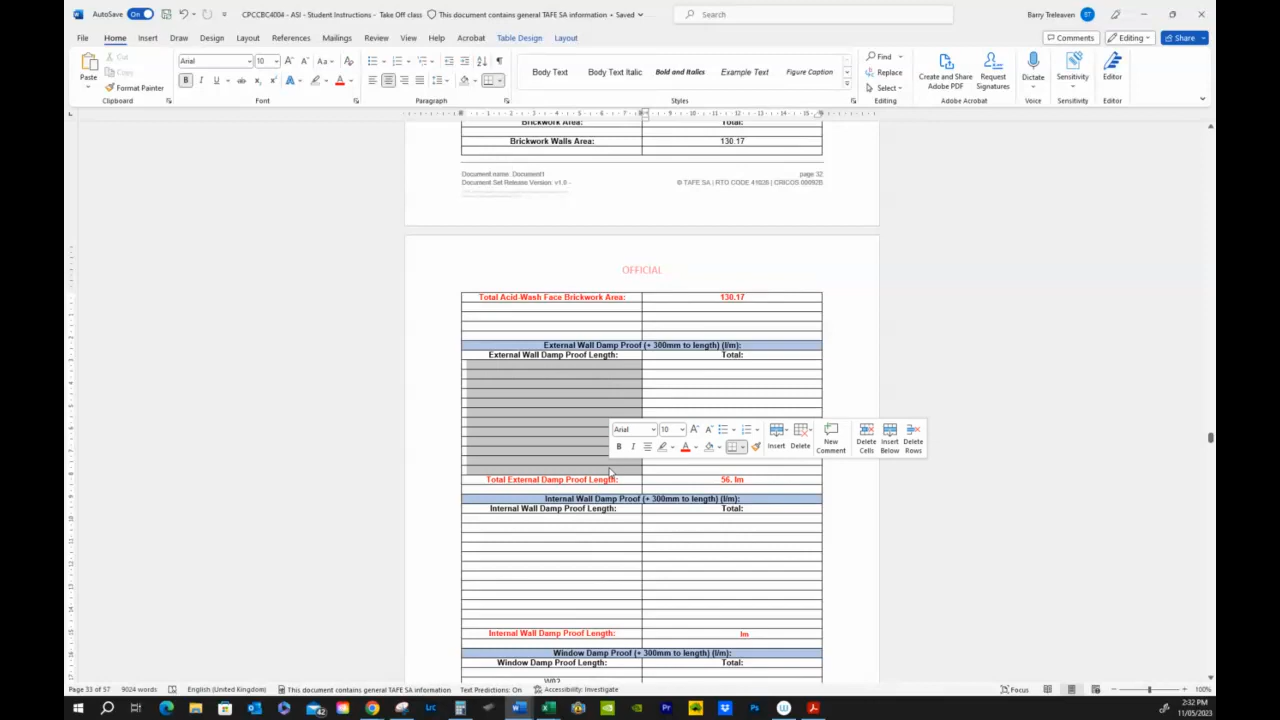 AutoSave On CPCCBC4004 - AS! - Student Instructions - Take Off class This document contains general TAFE SA information • Saved Search Barry Treleaven BT
File Home Insert Draw Design Layout References Mailings Review View Help Acrobat Table Design Layout Comments Editing Share
Paste Cut Copy Format Painter Clipboard
Arial 10 Font
Paragraph
Body Text Body Text Italic Bold and Italics Example Text Figure Caption Styles
Find Replace Select Editing
Create and Share Adobe PDF Request Signatures Adobe Acrobat
Dictate Voice
Sensitivity Sensitivity
Editor Editor
Brickwork Area: Total:
Brickwork Walls Area: 130.17
Document name: Document1 page 32
Document Set Release Version: v1.0 - © TAFE SA | RTO CODE 41026 | CRICOS 00092B
OFFICIAL
Total Acid-Wash Face Brickwork Area: 130.17
External Wall Damp Proof (+ 300mm to length) (l/m):
External Wall Damp Proof Length: Total:
Arial 10
Insert Delete New Comment Delete Cells Insert Below Delete Rows
Total External Damp Proof Length: 56. lm
Internal Wall Damp Proof (+ 300mm to length) (l/m):
Internal Wall Damp Proof Length: Total:
Internal Wall Damp Proof Length: lm
Window Damp Proof (+ 300mm to length) (l/m):
Window Damp Proof Length: Total:
W02
Page 33 of 57 9024 words English (United Kingdom) This document contains general TAFE SA information Text Predictions: On Accessibility: Investigate Focus 100%
2:32 PM
11/05/2023